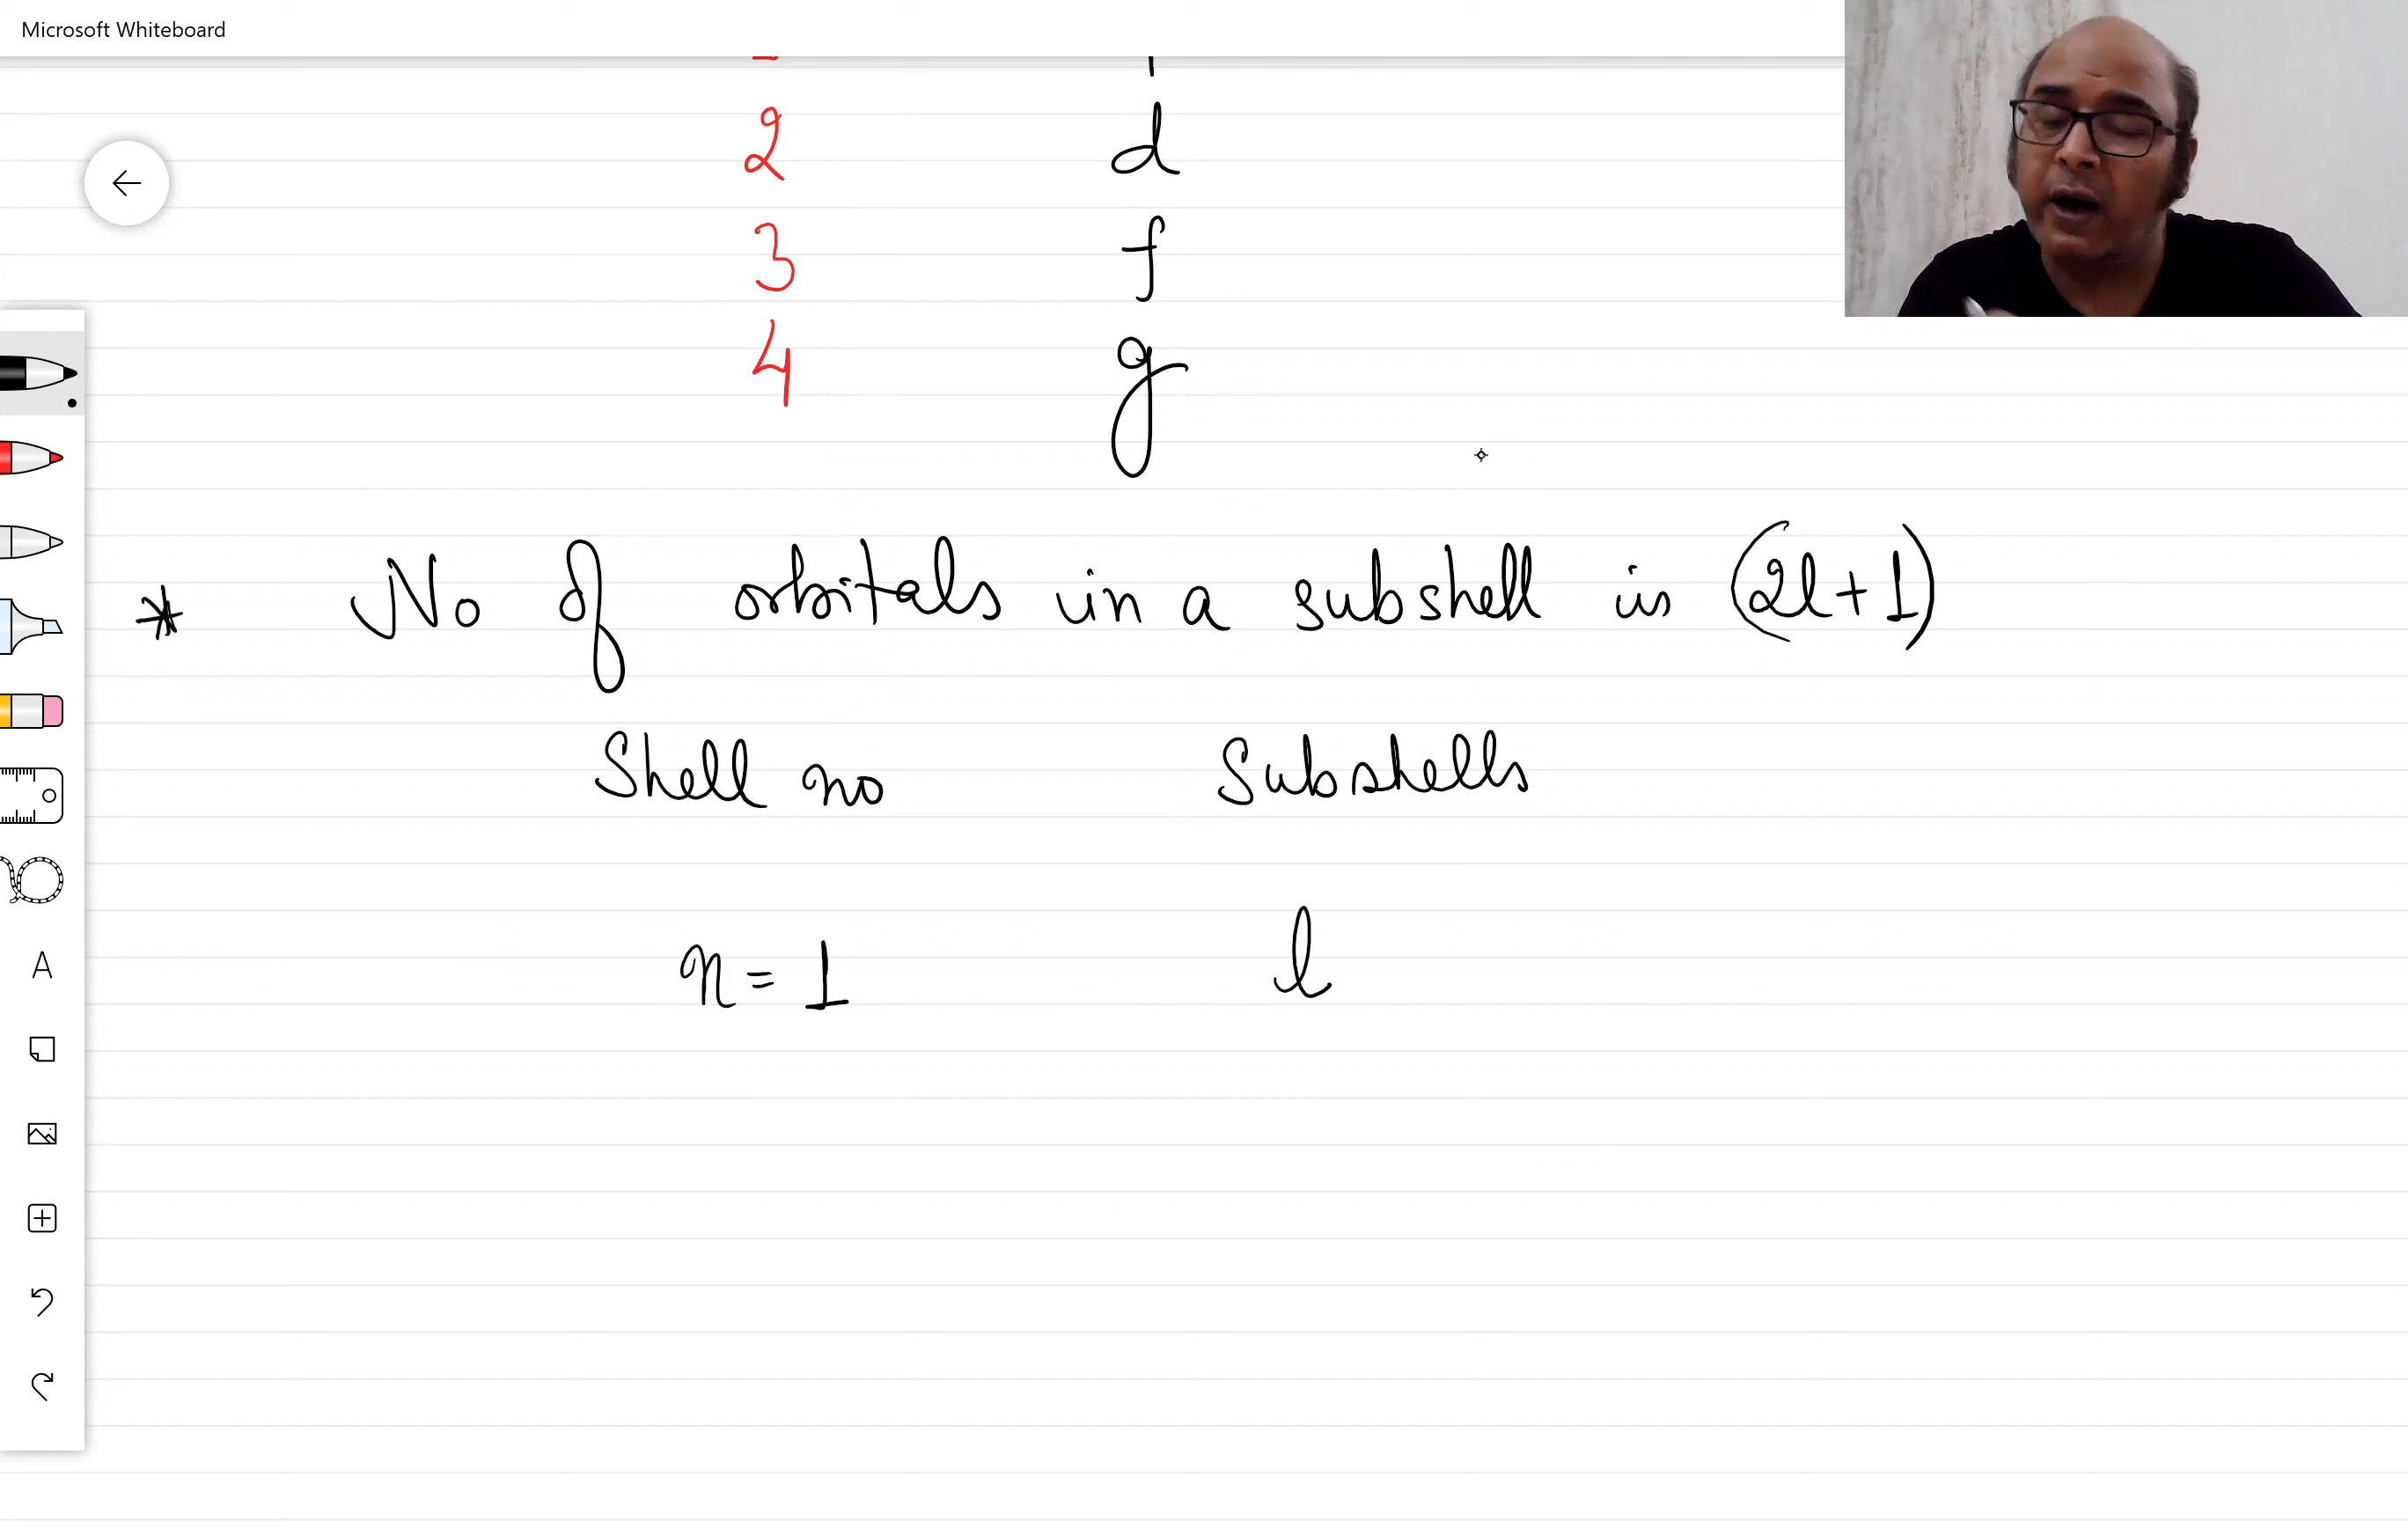 Microsoft Whiteboard
2 d
3 f
4 g
* No of orbitals in a subshell is (2l+1)
Shell no Subshells
n = 1 l
A